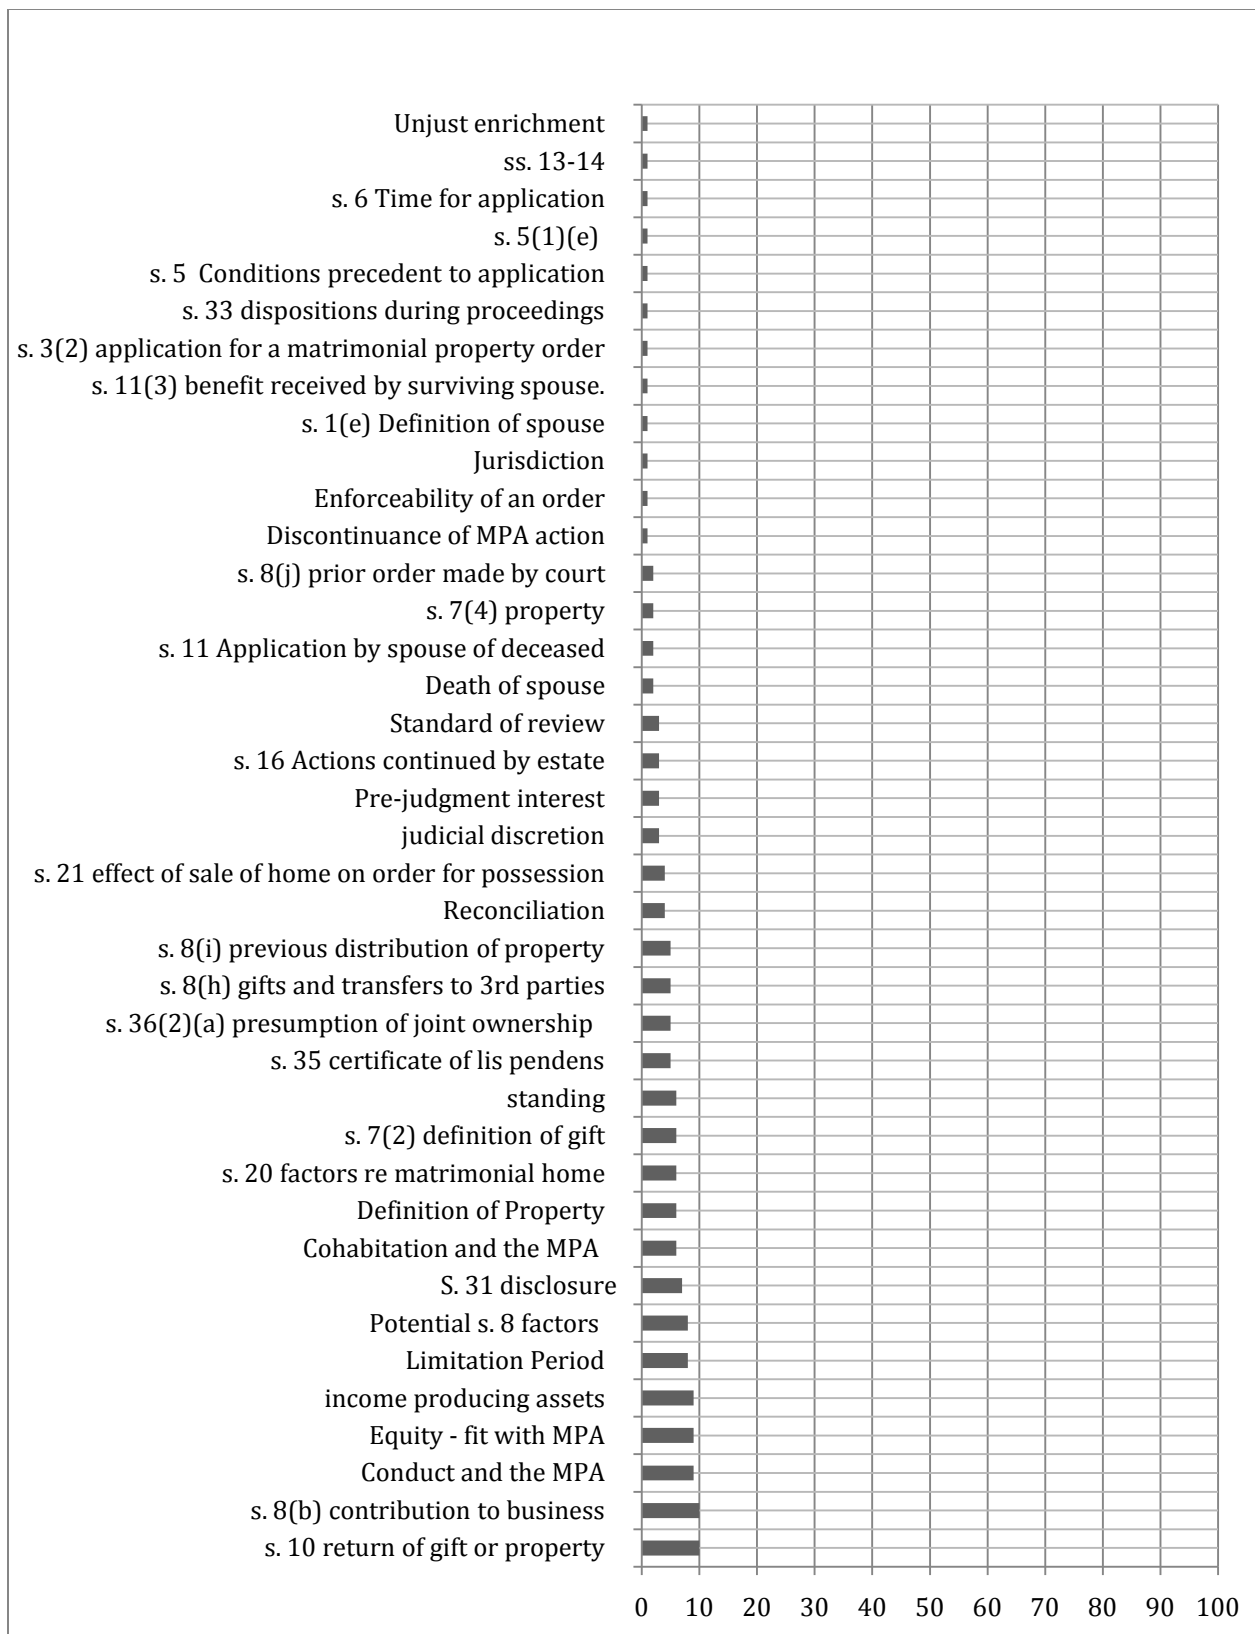 Unjust enrichment
ss. 13-14
s. 6 Time for application
s. 5(1)(e)
s. 5  Conditions precedent to application
s. 33 dispositions during proceedings
s. 3(2) application for a matrimonial property order
s. 11(3) benefit received by surviving spouse.
s. 1(e) Definition of spouse
Jurisdiction
Enforceability of an order
Discontinuance of MPA action
s. 8(j) prior order made by court
s. 7(4) property
s. 11 Application by spouse of deceased
Death of spouse
Standard of review
s. 16 Actions continued by estate
Pre-judgment interest
judicial discretion
s. 21 effect of sale of home on order for possession
Reconciliation
s. 8(i) previous distribution of property
s. 8(h) gifts and transfers to 3rd parties
s. 36(2)(a) presumption of joint ownership
s. 35 certificate of lis pendens
standing
s. 7(2) definition of gift
s. 20 factors re matrimonial home
Definition of Property
Cohabitation and the MPA
S. 31 disclosure
Potential s. 8 factors
Limitation Period
income producing assets
Equity - fit with MPA
Conduct and the MPA
s. 8(b) contribution to business
s. 10 return of gift or property
0 10 20 30 40 50 60 70 80 90 100